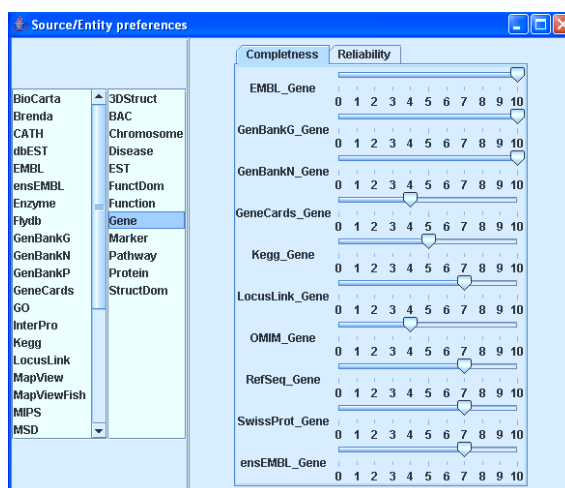 Source/Entity preferences
Completness
Reliability
BioCarta
Brenda
CATH
dbEST
EMBL
ensEMBL
Enzyme
Flydb
GenBankG
GenBankN
GenBankP
GeneCards
GO
InterPro
Kegg
LocusLink
MapView
MapViewFish
MIPS
MSD
3DStruct
BAC
Chromosome
Disease
EST
FunctDom
Function
Gene
Marker
Pathway
Protein
StructDom
EMBL_Gene
0 1 2 3 4 5 6 7 8 9 10
GenBankG_Gene
0 1 2 3 4 5 6 7 8 9 10
GenBankN_Gene
0 1 2 3 4 5 6 7 8 9 10
GeneCards_Gene
0 1 2 3 4 5 6 7 8 9 10
Kegg_Gene
0 1 2 3 4 5 6 7 8 9 10
LocusLink_Gene
0 1 2 3 4 5 6 7 8 9 10
OMIM_Gene
0 1 2 3 4 5 6 7 8 9 10
RefSeq_Gene
0 1 2 3 4 5 6 7 8 9 10
SwissProt_Gene
0 1 2 3 4 5 6 7 8 9 10
ensEMBL_Gene
0 1 2 3 4 5 6 7 8 9 10